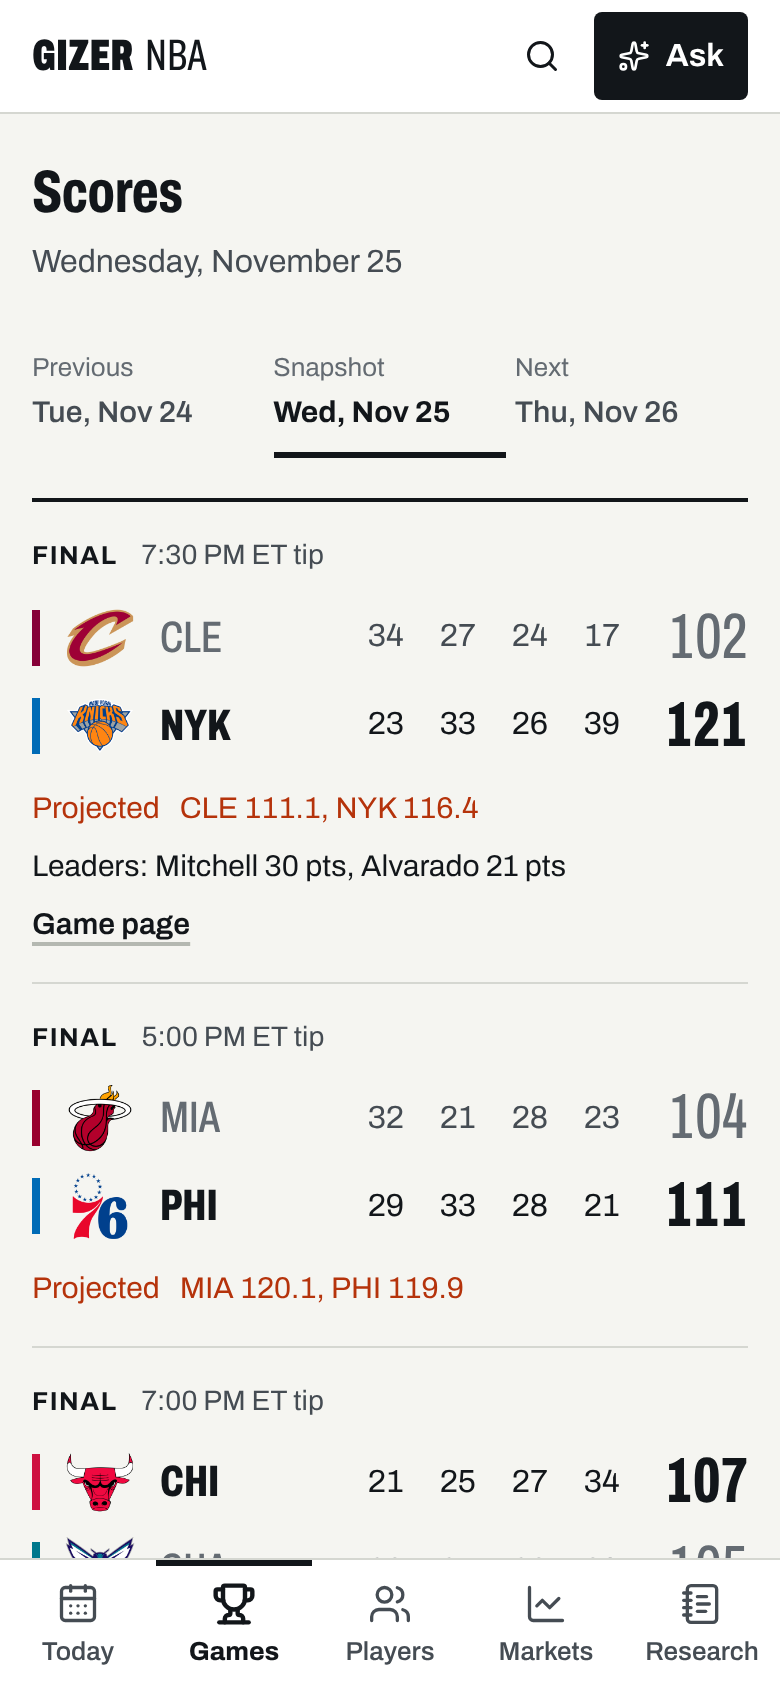 GIZER NBA
Ask
Scores
Wednesday, November 25
Previous Snapshot Next
Tue, Nov 24 Wed, Nov 25 Thu, Nov 26
FINAL 7:30 PM ET tip
CLE 34 27 24 17 102
NYK 23 33 26 39 121
Projected CLE 111.1, NYK 116.4
Leaders: Mitchell 30 pts, Alvarado 21 pts
Game page
FINAL 5:00 PM ET tip
MIA 32 21 28 23 104
PHI 29 33 28 21 111
Projected MIA 120.1, PHI 119.9
FINAL 7:00 PM ET tip
CHI 21 25 27 34 107
Today Games Players Markets Research